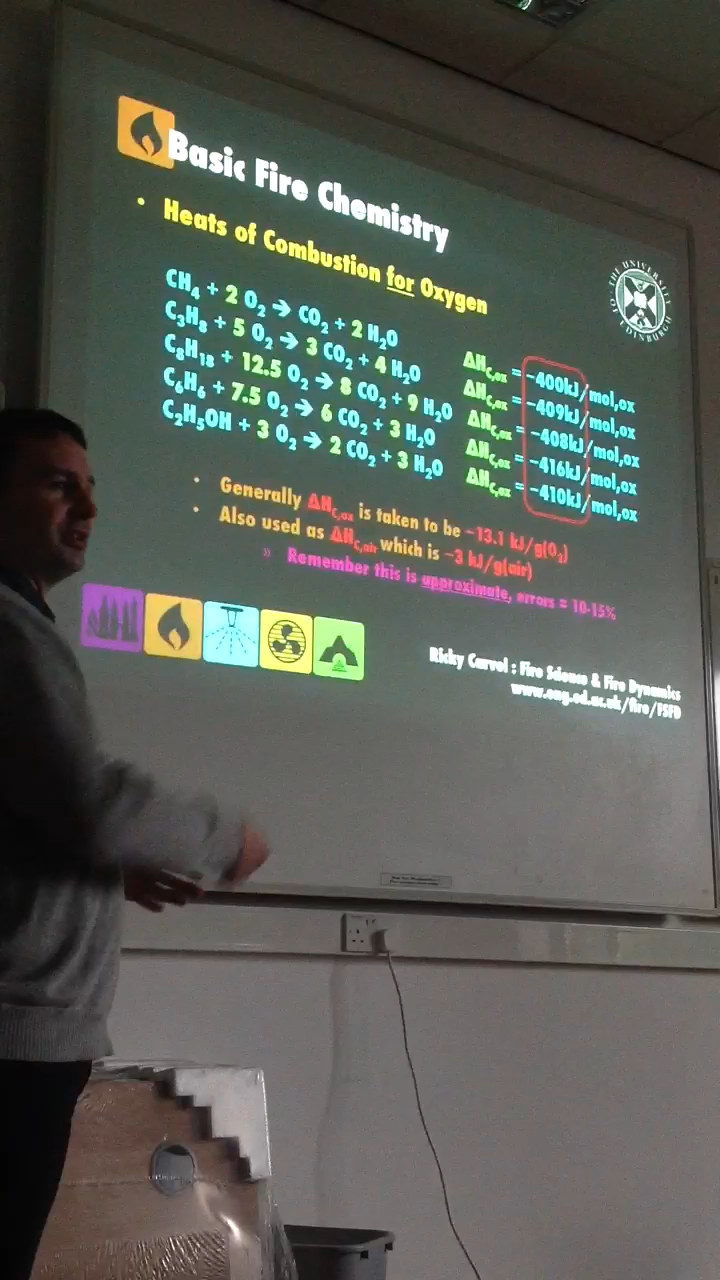 Basic Fire Chemistry
• Heats of Combustion for Oxygen
CH₄ + 2 O₂ → CO₂ + 2 H₂O ΔHc,ox = −400kJ/mol,ox
C₃H₈ + 5 O₂ → 3 CO₂ + 4 H₂O ΔHc,ox = −409kJ/mol,ox
C₈H₁₈ + 12.5 O₂ → 8 CO₂ + 9 H₂O ΔHc,ox = −408kJ/mol,ox
C₆H₆ + 7.5 O₂ → 6 CO₂ + 3 H₂O ΔHc,ox = −416kJ/mol,ox
C₂H₅OH + 3 O₂ → 2 CO₂ + 3 H₂O ΔHc,ox = −410kJ/mol,ox
• Generally ΔHc,ox is taken to be −13.1 kJ/g(O₂)
• Also used as ΔHc,air which is −3 kJ/g(air)
» Remember this is approximate, errors = 10-15%
THE UNIVERSITY OF EDINBURGH
Ricky Carvel : Fire Science & Fire Dynamics
www.eng.ed.ac.uk/fire/FSFD